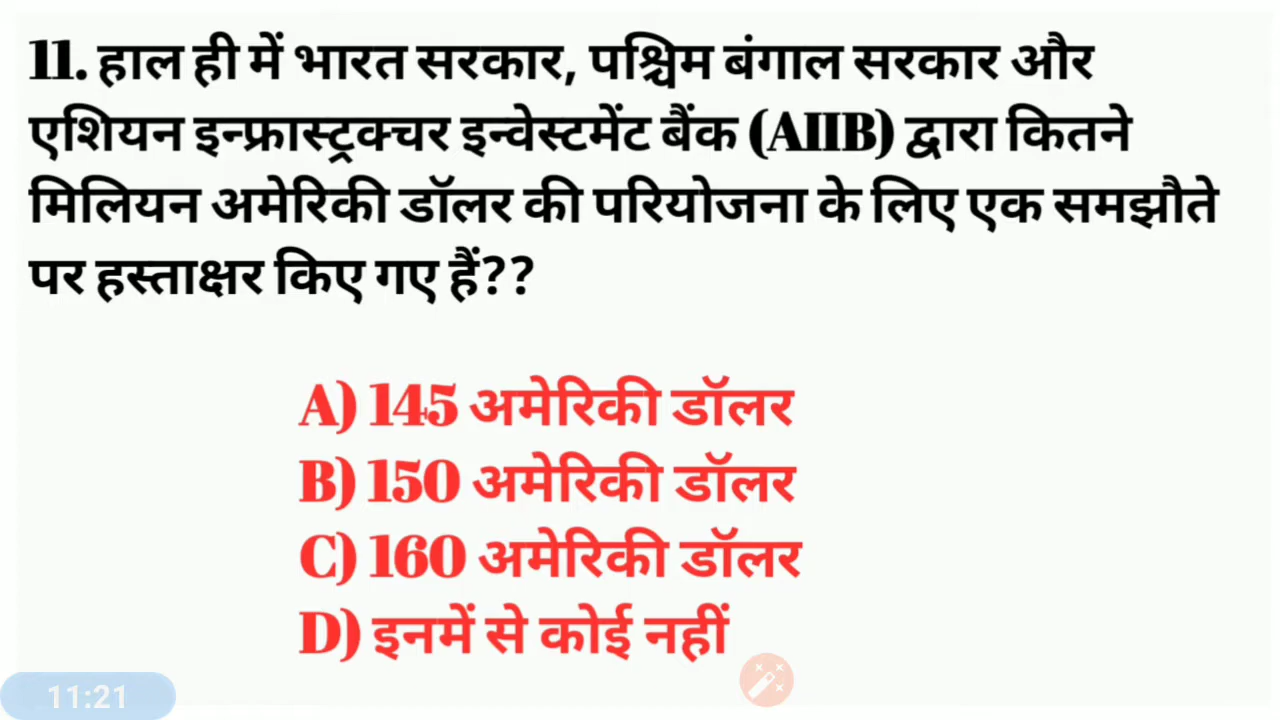 11. हाल ही में भारत सरकार, पश्चिम बंगाल सरकार और
एशियन इन्फ्रास्ट्रक्चर इन्वेस्टमेंट बैंक (AIIB) द्वारा कितने
मिलियन अमेरिकी डॉलर की परियोजना के लिए एक समझौते
पर हस्ताक्षर किए गए हैं??
A) 145 अमेरिकी डॉलर
B) 150 अमेरिकी डॉलर
C) 160 अमेरिकी डॉलर
D) इनमें से कोई नहीं
11:21